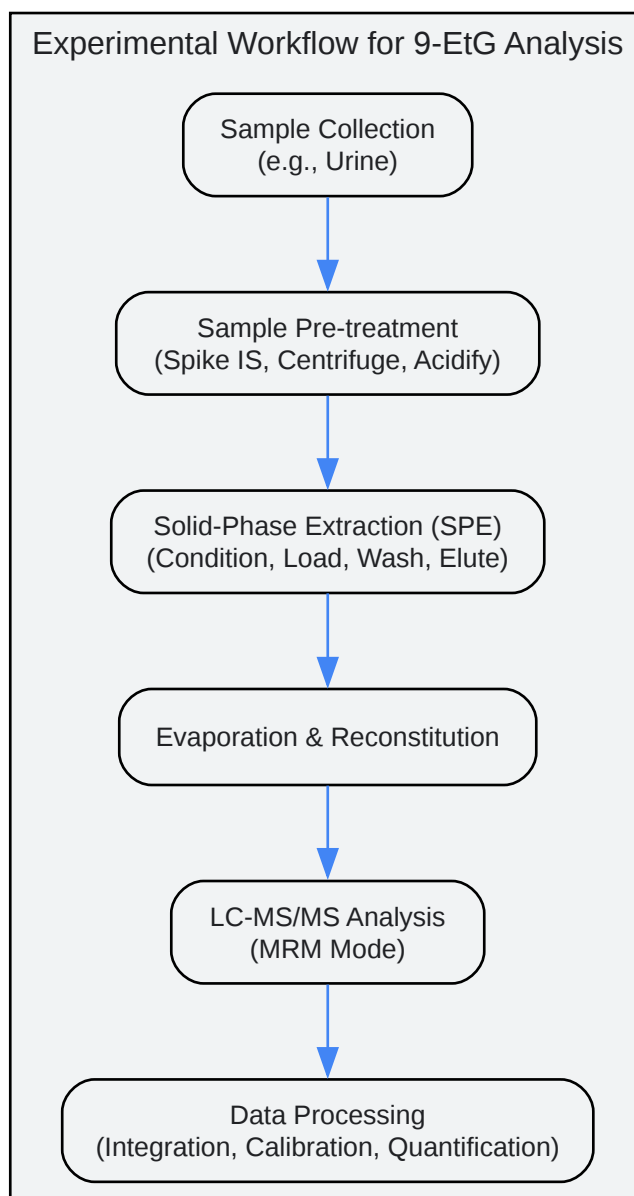 Experimental Workflow for 9-EtG Analysis
Sample Collection
(e.g., Urine)
Sample Pre-treatment
(Spike IS, Centrifuge, Acidify)
Solid-Phase Extraction (SPE)
(Condition, Load, Wash, Elute)
Evaporation & Reconstitution
LC-MS/MS Analysis
(MRM Mode)
Data Processing
(Integration, Calibration, Quantification)